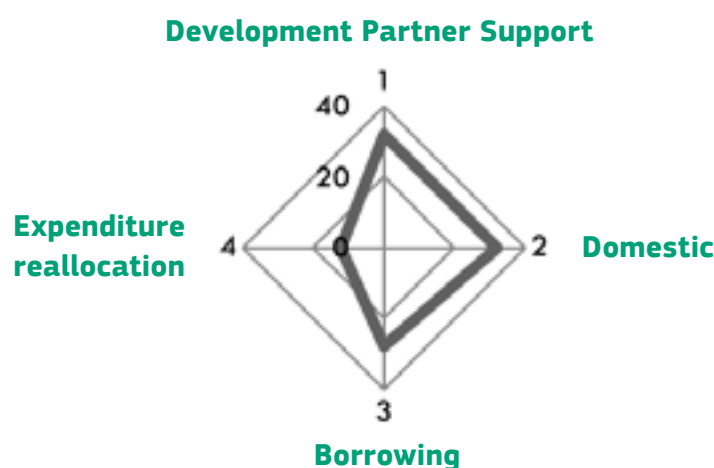 Development Partner Support
1
40
20
Expenditure
reallocation
4
0
2
Domestic
3
Borrowing